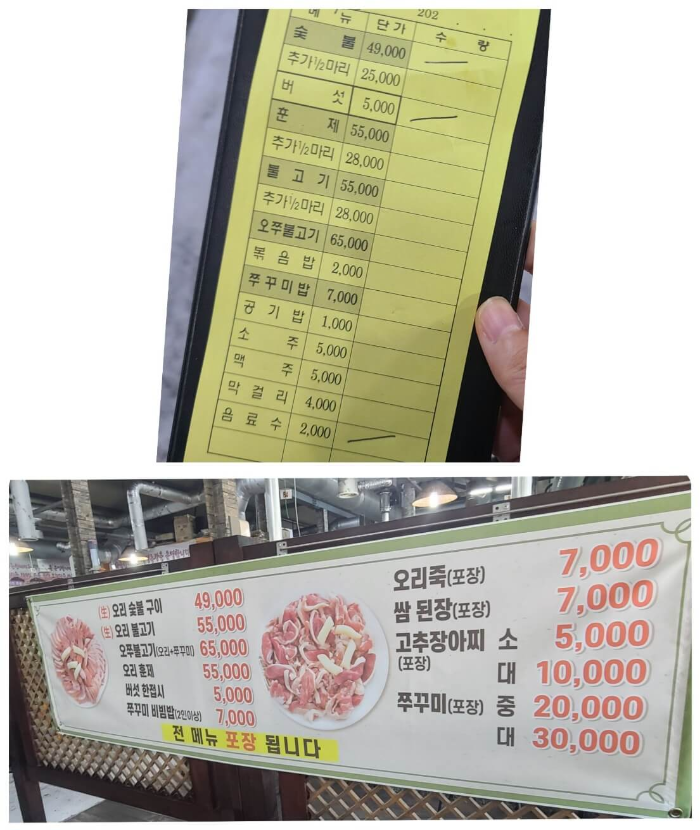 메 뉴 단 가 수 량
202 . .
숯 불 49,000
추가½마리 25,000
버 섯 5,000
훈 제 55,000
추가½마리 28,000
불 고 기 55,000
추가½마리 28,000
오쭈불고기 65,000
볶 음 밥 2,000
쭈꾸미밥 7,000
공 기 밥 1,000
소 주 5,000
맥 주 5,000
막 걸 리 4,000
음 료 수 2,000
(生) 오리 숯불 구이 49,000
(生) 오리 불고기 55,000
오쭈불고기(오리+쭈꾸미) 65,000
오리 훈제 55,000
버섯 한접시 5,000
쭈꾸미 비빔밥(2인이상) 7,000
전 메뉴 포장 됩니다
오리죽(포장) 7,000
쌈 된장(포장) 7,000
고추장아찌 소 5,000
(포장) 대 10,000
쭈꾸미(포장) 중 20,000
대 30,000